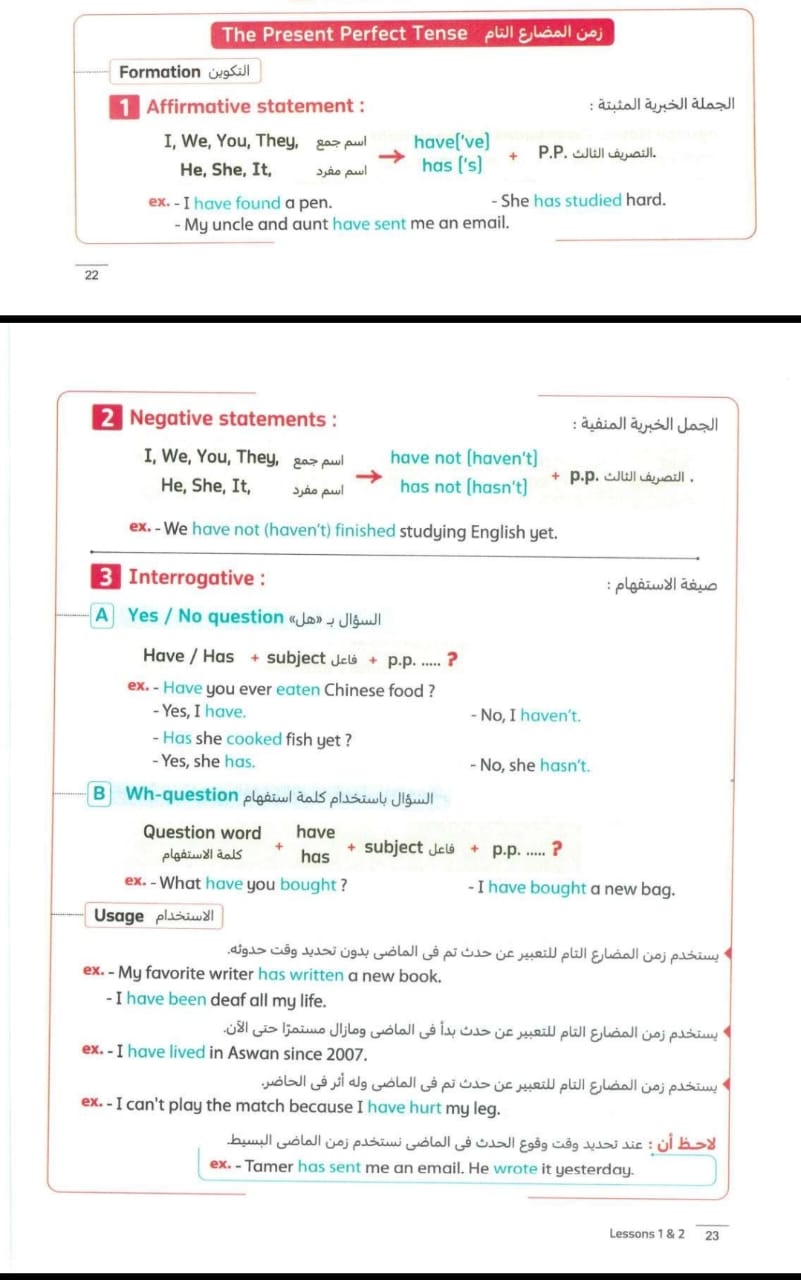 The Present Perfect Tense زمن المضارع التام
Formation التكوين
1 Affirmative statement : الجملة الخبرية المثبتة :
I, We, You, They, اسم جمع → have['ve] + P.P. التصريف الثالث.
He, She, It, اسم مفرد has ['s]
ex. - I have found a pen. - She has studied hard.
- My uncle and aunt have sent me an email.
22
2 Negative statements : الجمل الخبرية المنفية :
I, We, You, They, اسم جمع → have not [haven't] + p.p. التصريف الثالث .
He, She, It, اسم مفرد has not [hasn't]
ex. - We have not (haven't) finished studying English yet.
3 Interrogative : صيغة الاستفهام :
A Yes / No question السؤال بـ «هل»
Have / Has + subject فاعل + p.p. ..... ?
ex. - Have you ever eaten Chinese food ?
- Yes, I have. - No, I haven't.
- Has she cooked fish yet ?
- Yes, she has. - No, she hasn't.
B Wh-question السؤال باستخدام كلمة استفهام
Question word + have + subject فاعل + p.p. ..... ?
كلمة الاستفهام has
ex. - What have you bought ? - I have bought a new bag.
Usage الاستخدام
يستخدم زمن المضارع التام للتعبير عن حدث تم فى الماضى بدون تحديد وقت حدوثه.
ex. - My favorite writer has written a new book.
- I have been deaf all my life.
يستخدم زمن المضارع التام للتعبير عن حدث بدأ فى الماضى ومازال مستمرًا حتى الآن.
ex. - I have lived in Aswan since 2007.
يستخدم زمن المضارع التام للتعبير عن حدث تم فى الماضى وله أثر فى الحاضر.
ex. - I can't play the match because I have hurt my leg.
لاحظ أن : عند تحديد وقت وقوع الحدث فى الماضى نستخدم زمن الماضى البسيط.
ex. - Tamer has sent me an email. He wrote it yesterday.
Lessons 1 & 2 23